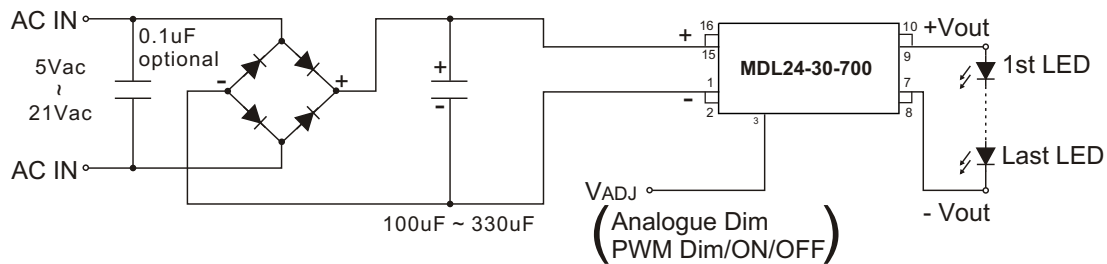 AC IN
0.1uF
optional
5Vac
~
21Vac
AC IN
-
+
+
-
100uF ~ 330uF
+
-
16
15
1
2
3
MDL24-30-700
10
9
7
8
+Vout
1st LED
Last LED
- Vout
VADJ
(Analogue Dim
PWM Dim/ON/OFF)